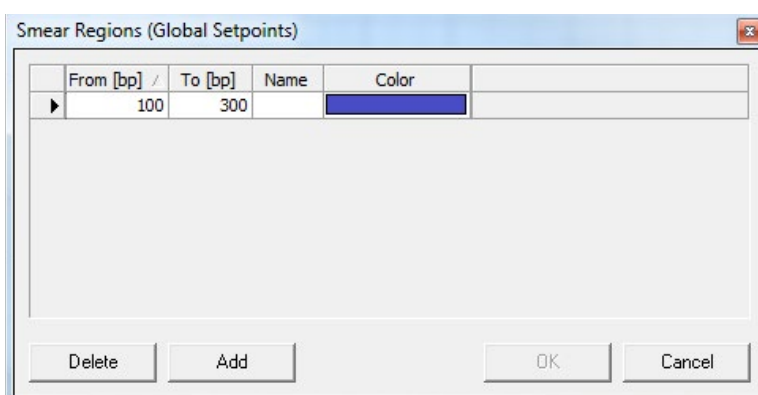 Smear Regions (Global Setpoints)
From [bp] / To [bp] Name Color
100 300
Delete Add OK Cancel